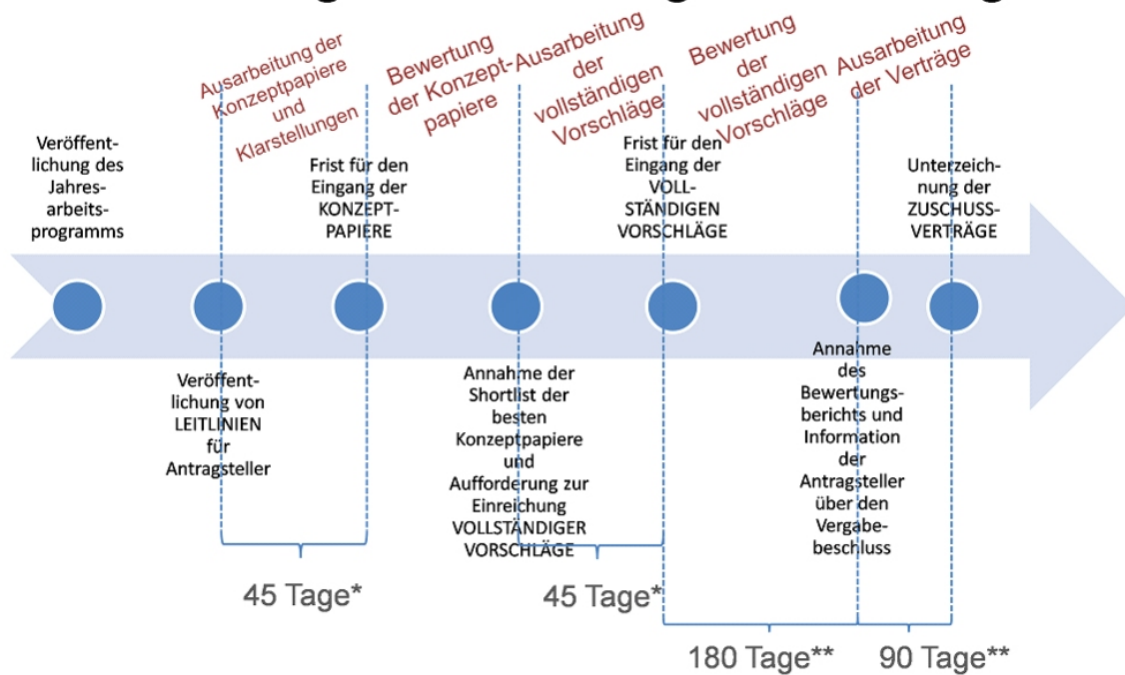 Ausarbeitung der
Konzeptpapiere
und
Klarstellungen
Bewertung
der Konzept-
papiere
Ausarbeitung
der
vollständigen
Vorschläge
Bewertung
der
vollständigen
Vorschläge
Ausarbeitung
der Verträge
Veröffent-
lichung des
Jahres-
arbeits-
programms
Frist für den
Eingang der
KONZEPT-
PAPIERE
Frist für den
Eingang der
VOLL-
STÄNDIGEN
VORSCHLÄGE
Unterzeich-
nung der
ZUSCHUSS-
VERTRÄGE
Veröffent-
lichung von
LEITLINIEN
für
Antragsteller
Annahme der
Shortlist der
besten
Konzeptpapiere
und
Aufforderung zur
Einreichung
VOLLSTÄNDIGER
VORSCHLÄGE
Annahme
des
Bewertungs-
berichts und
Information
der
Antragsteller
über den
Vergabe-
beschluss
45 Tage*
45 Tage*
180 Tage**
90 Tage**